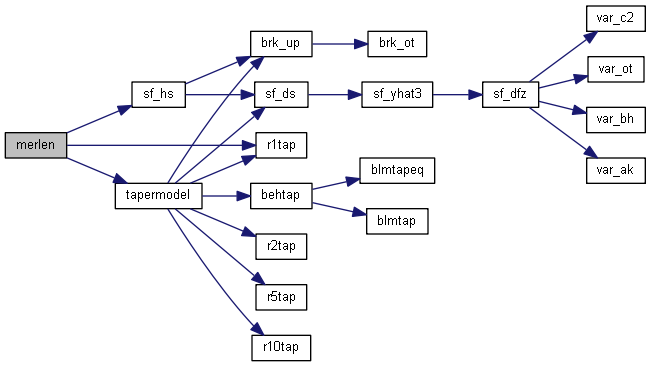 merlen
sf_hs
tapermodel
brk_up
sf_ds
r1tap
behtap
r2tap
r5tap
r10tap
brk_ot
sf_yhat3
blmtapeq
blmtap
sf_dfz
var_c2
var_ot
var_bh
var_ak